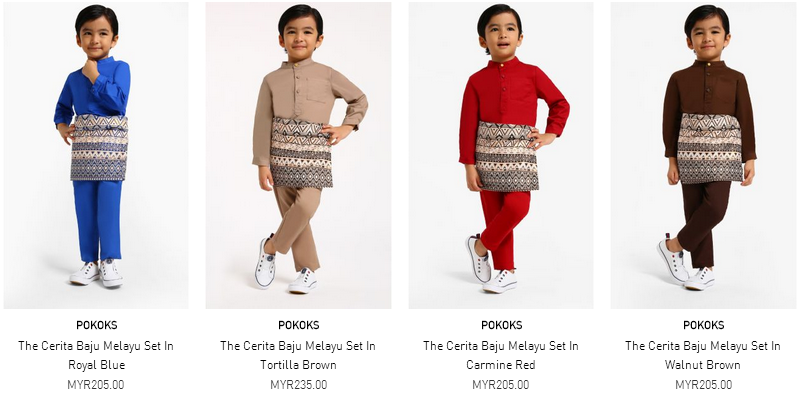 POKOKS
The Cerita Baju Melayu Set In
Royal Blue
MYR205.00
POKOKS
The Cerita Baju Melayu Set In
Tortilla Brown
MYR235.00
POKOKS
The Cerita Baju Melayu Set In
Carmine Red
MYR205.00
POKOKS
The Cerita Baju Melayu Set In
Walnut Brown
MYR205.00